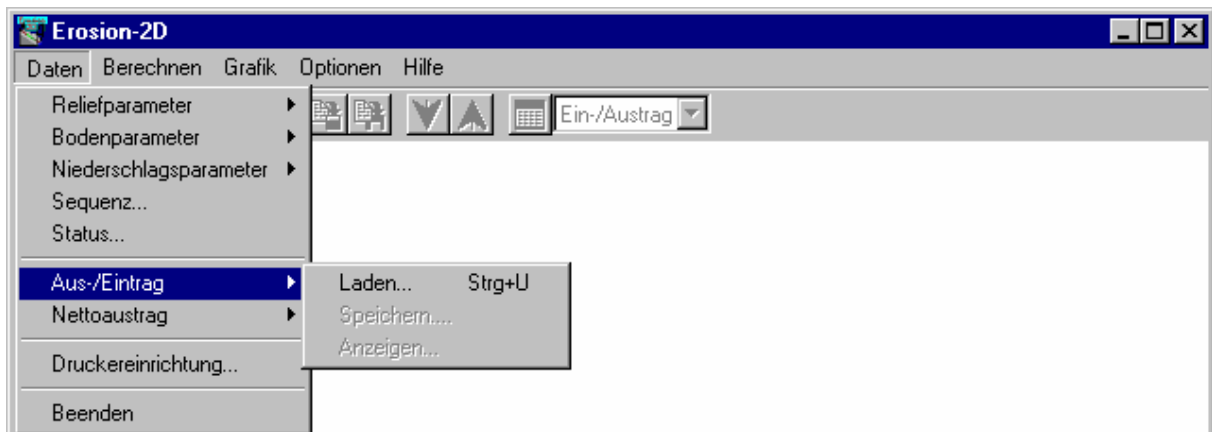 Erosion-2D
Daten Berechnen Grafik Optionen Hilfe
Ein-/Austrag
Reliefparameter
Bodenparameter
Niederschlagsparameter
Sequenz...
Status...
Aus-/Eintrag
Nettoaustrag
Druckereinrichtung...
Beenden
Laden... Strg+U
Speichern....
Anzeigen...